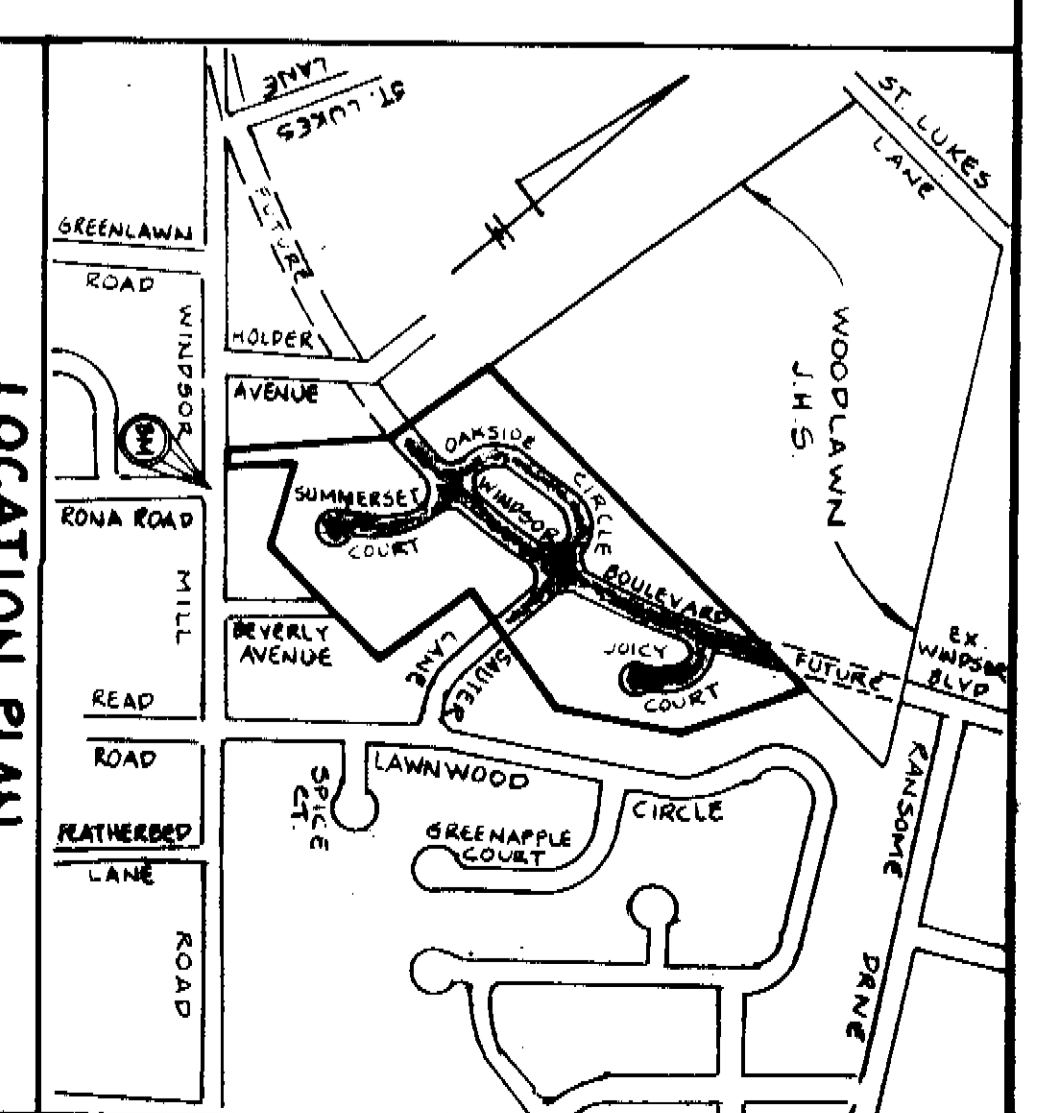 ST. LUKES
LANE
ST. LUKES
LANE
FUTURE
GREENLAWN
ROAD
WINDSOR
MILL
ROAD
HOLDER
AVENUE
WOODLAWN
J.H.S.
BM
OAKSIDE
CIRCLE
WINDSOR
BOULEVARD
SUMMERSET
COURT
RONA ROAD
BEVERLY
AVENUE
SAUTER
LANE
JUICY
COURT
FUTURE
EX.
WINDSOR
BLVD
READ
ROAD
LAWNWOOD
CIRCLE
SPICE
CT.
GREENAPPLE
COURT
RANSOME
DRIVE
FEATHERBED
LANE
LOCATION PLAN